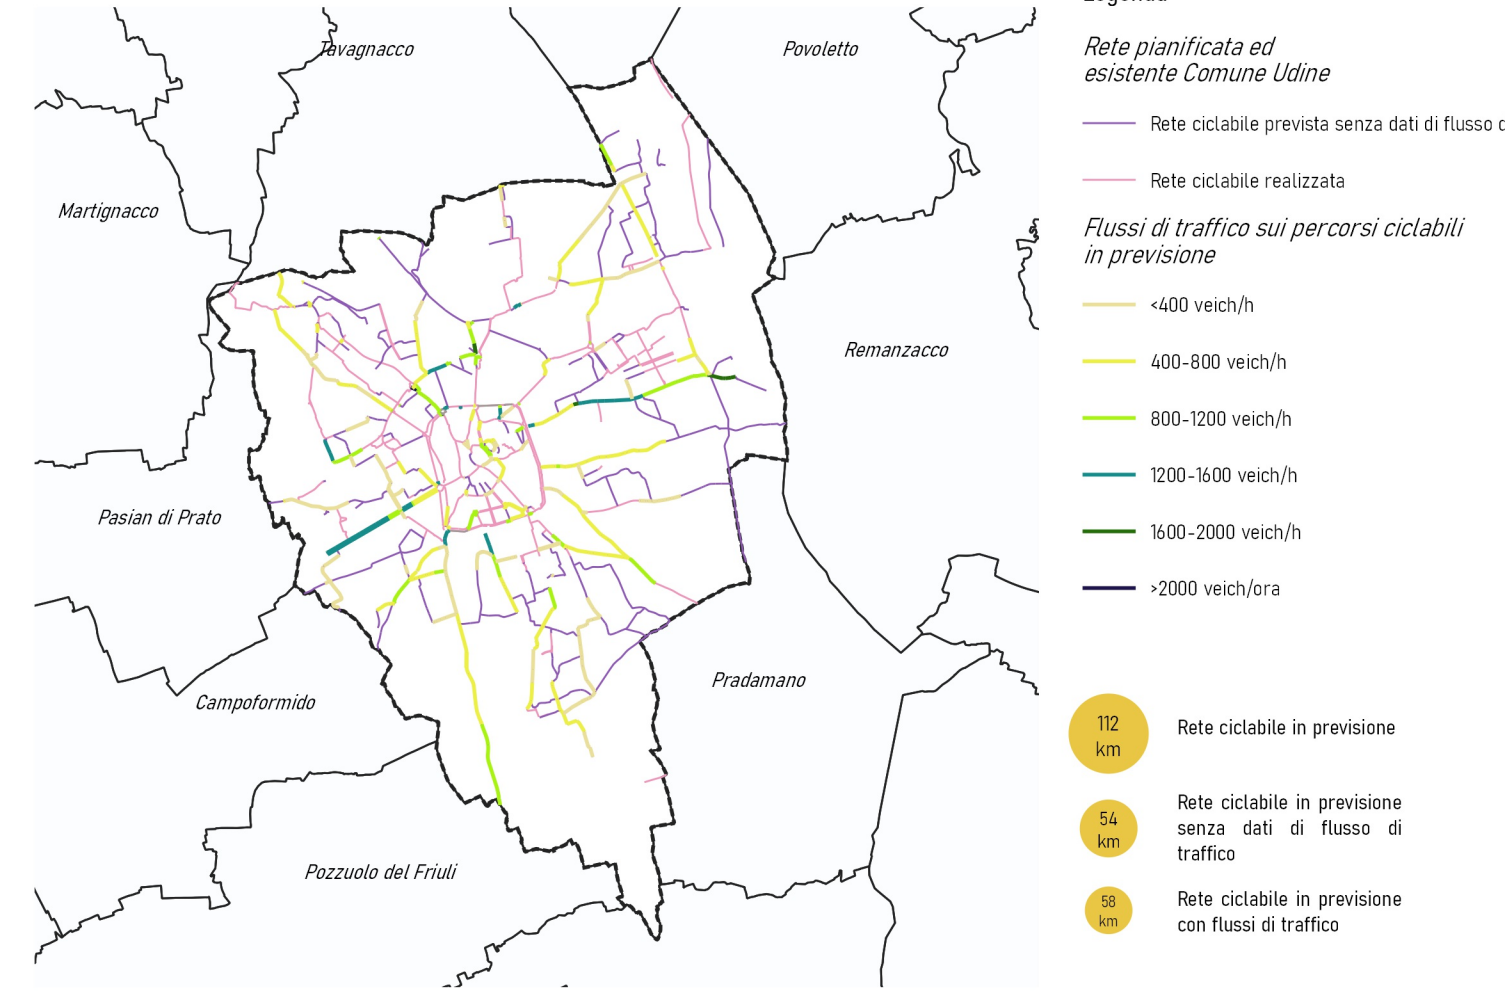 Legenda
Rete pianificata ed
esistente Comune Udine
Rete ciclabile prevista senza dati di flusso d
Rete ciclabile realizzata
Flussi di traffico sui percorsi ciclabili
in previsione
<400 veich/h
400-800 veich/h
800-1200 veich/h
1200-1600 veich/h
1600-2000 veich/h
>2000 veich/ora
112
km
Rete ciclabile in previsione
54
km
Rete ciclabile in previsione
senza dati di flusso di
traffico
58
km
Rete ciclabile in previsione
con flussi di traffico
Tavagnacco
Povoletto
Martignacco
Remanzacco
Pasian di Prato
Pradamano
Campoformido
Pozzuolo del Friuli